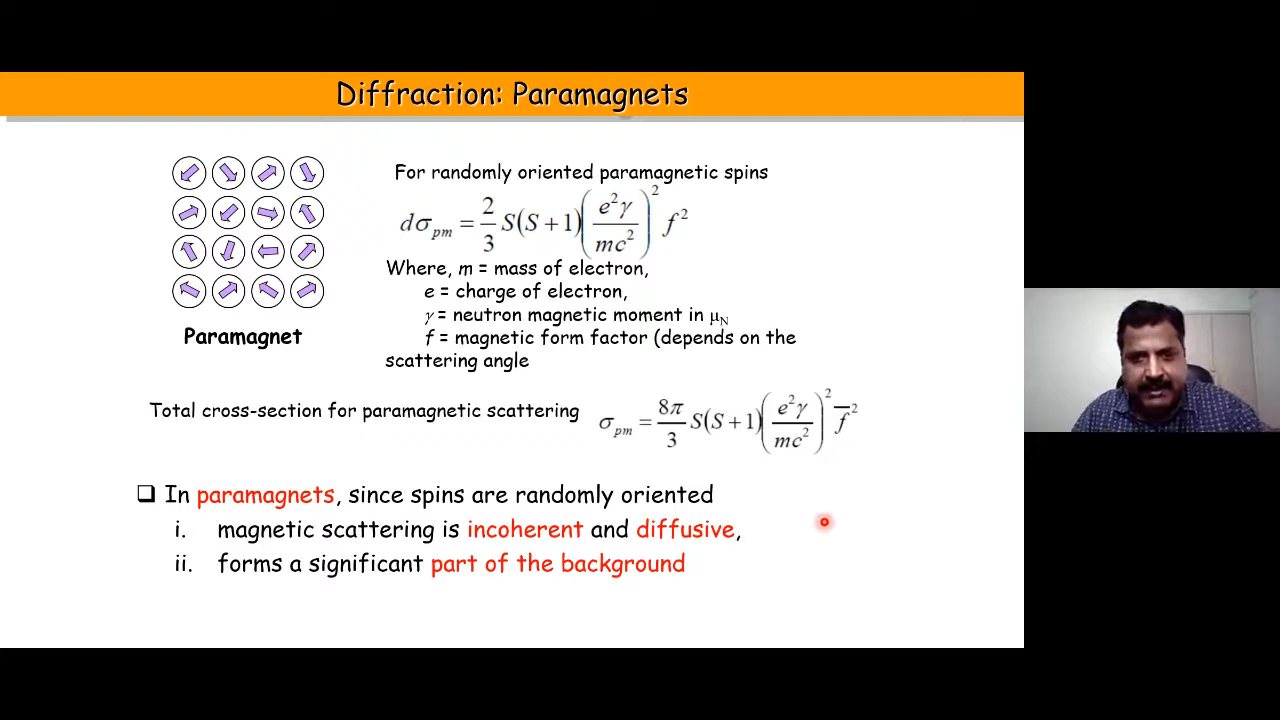 Diffraction: Paramagnets
For randomly oriented paramagnetic spins
dσ_pm = 2/3 S(S+1)(e²γ/mc²)² f²
Where, m = mass of electron,
e = charge of electron,
γ = neutron magnetic moment in μ_N
f = magnetic form factor (depends on the
scattering angle
Paramagnet
Total cross-section for paramagnetic scattering σ_pm = 8π/3 S(S+1)(e²γ/mc²)² f̅²
❑ In paramagnets, since spins are randomly oriented
i. magnetic scattering is incoherent and diffusive,
ii. forms a significant part of the background